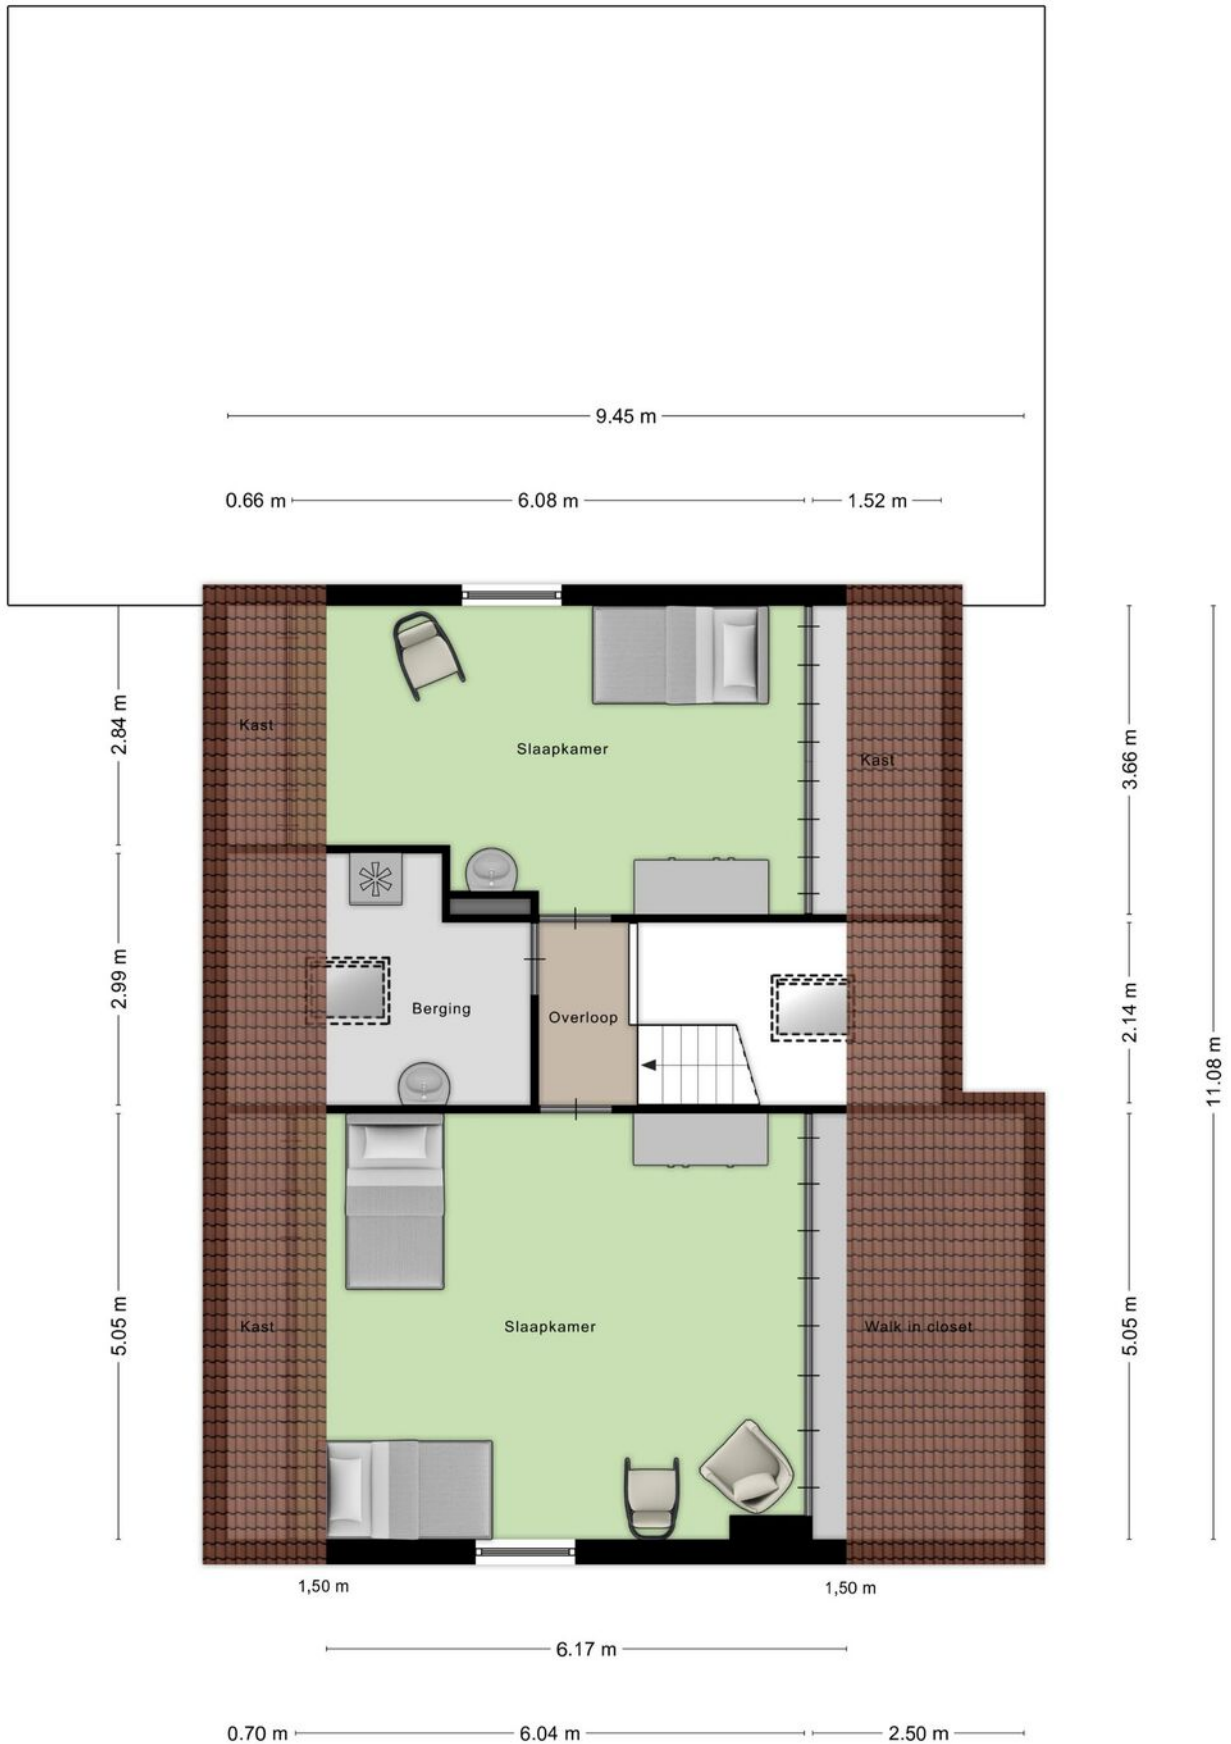 9.45 m
0.66 m
6.08 m
1.52 m
2.84 m
Kast
Slaapkamer
Kast
3.66 m
2.99 m
Berging
Overloop
2.14 m
11.08 m
5.05 m
Kast
Slaapkamer
Walk in closet
5.05 m
1,50 m
1,50 m
6.17 m
0.70 m
6.04 m
2.50 m